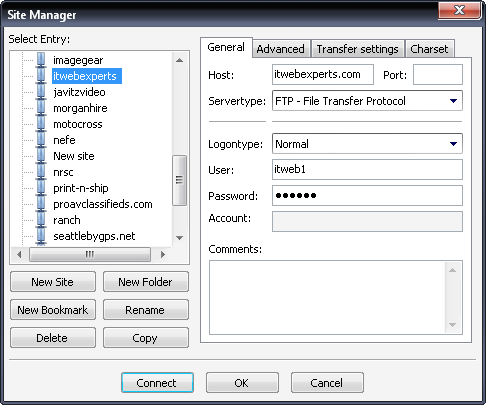 Site Manager
Select Entry:
imagegear
itwebexperts
javitzvideo
morganhire
motocross
nefe
New site
nrsc
print-n-ship
proavclassifieds.com
ranch
seattlebygps.net
New Site
New Folder
New Bookmark
Rename
Delete
Copy
General
Advanced
Transfer settings
Charset
Host:
itwebexperts.com
Port:
Servertype:
FTP - File Transfer Protocol
Logontype:
Normal
User:
itweb1
Password:
●●●●●●
Account:
Comments:
Connect
OK
Cancel